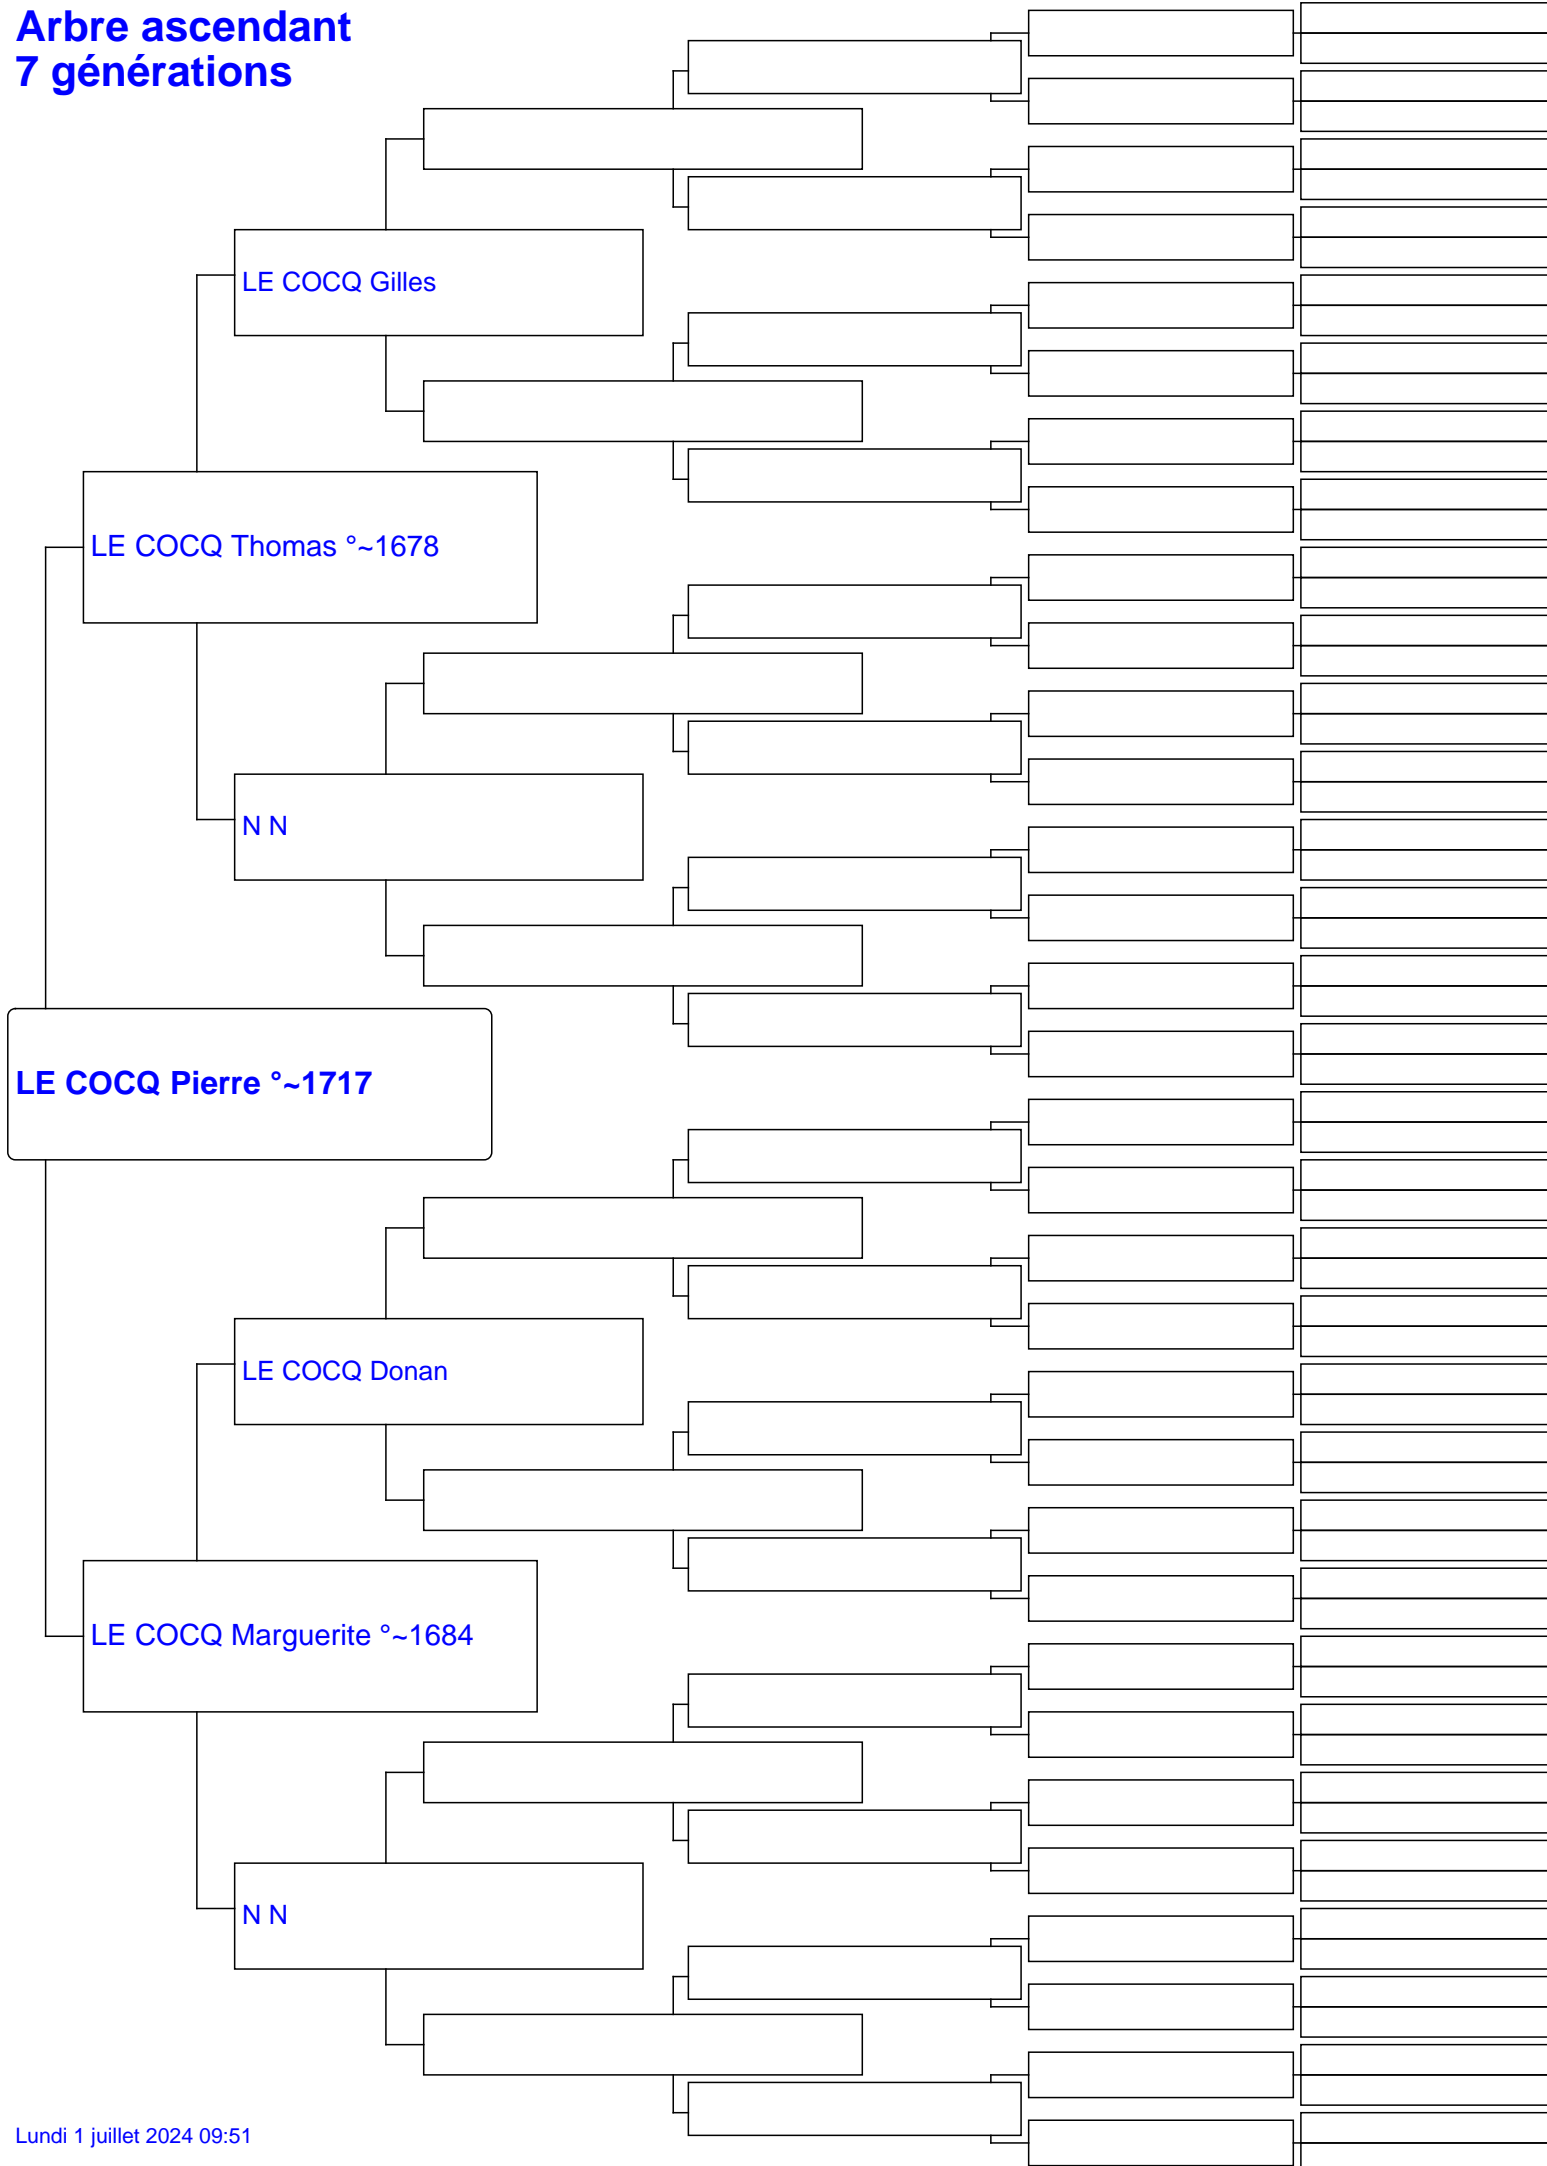 Arbre ascendant
7 générations
LE COCQ Gilles
LE COCQ Thomas °~1678
N N
LE COCQ Pierre °~1717
LE COCQ Donan
LE COCQ Marguerite °~1684
N N
Lundi 1 juillet 2024 09:51